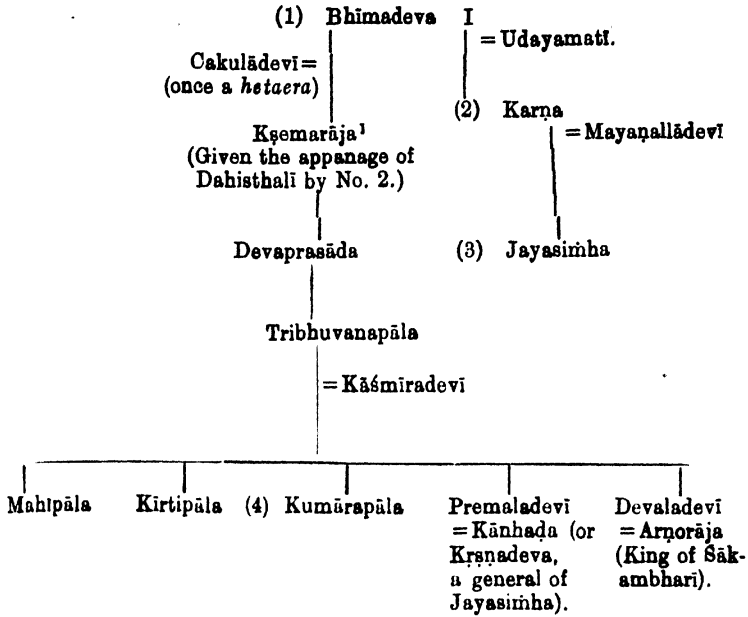 (1) Bhīmadeva I
= Udayamatī.
Cakulādevī =
(once a hetaera)
(2) Karṇa
Kṣemarāja¹
= Mayaṇallādevī
(Given the appanage of
Dahisthalī by No. 2.)
Devaprasāda
(3) Jayasiṁha
Tribhuvanapāla
= Kāśmīradevī
Mahīpāla
Kīrtipāla
(4) Kumārapāla
Premaladevī
= Kānhaḍa (or
Kṛṣṇadeva,
a general of
Jayasiṁha).
Devaladevī
= Arṇorāja
(King of Śāk-
ambharī).